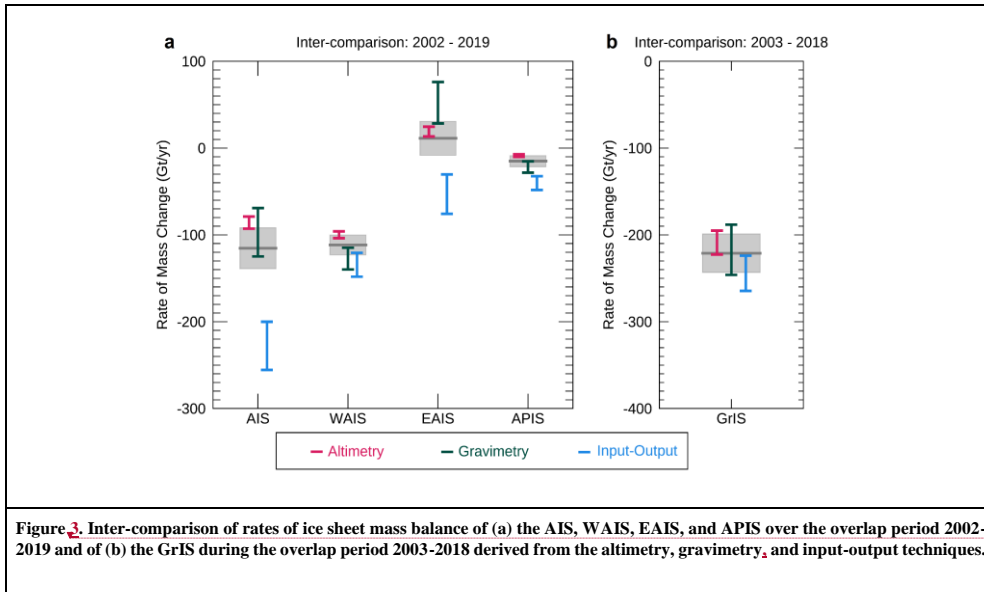 a Inter-comparison: 2002 - 2019 b Inter-comparison: 2003 - 2018
Rate of Mass Change (Gt/yr)
100
0
-100
-200
-300
AIS WAIS EAIS APIS
Rate of Mass Change (Gt/yr)
0
-100
-200
-300
-400
GrIS
Altimetry Gravimetry Input-Output
Figure 3. Inter-comparison of rates of ice sheet mass balance of (a) the AIS, WAIS, EAIS, and APIS over the overlap period 2002-
2019 and of (b) the GrIS during the overlap period 2003-2018 derived from the altimetry, gravimetry, and input-output techniques.